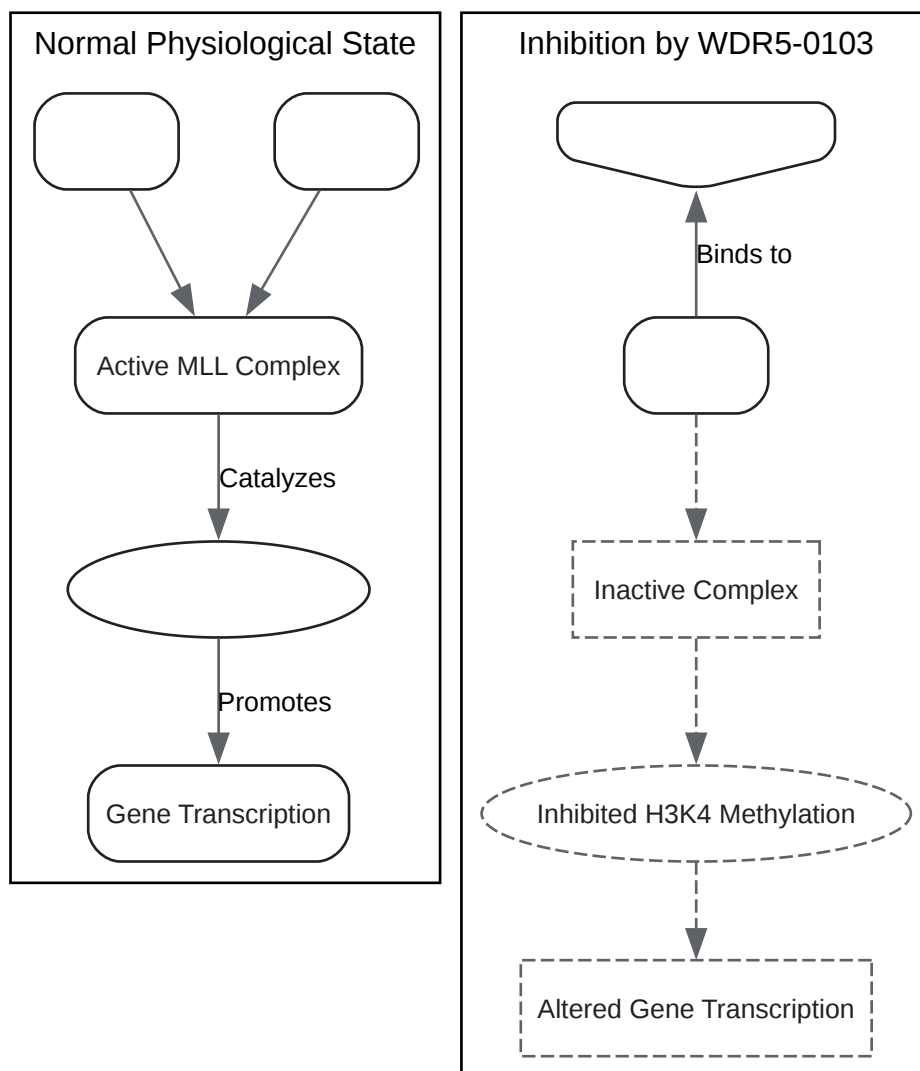 Normal Physiological State
Active MLL Complex
Catalyzes
Promotes
Gene Transcription
Inhibition by WDR5-0103
Binds to
Inactive Complex
Inhibited H3K4 Methylation
Altered Gene Transcription